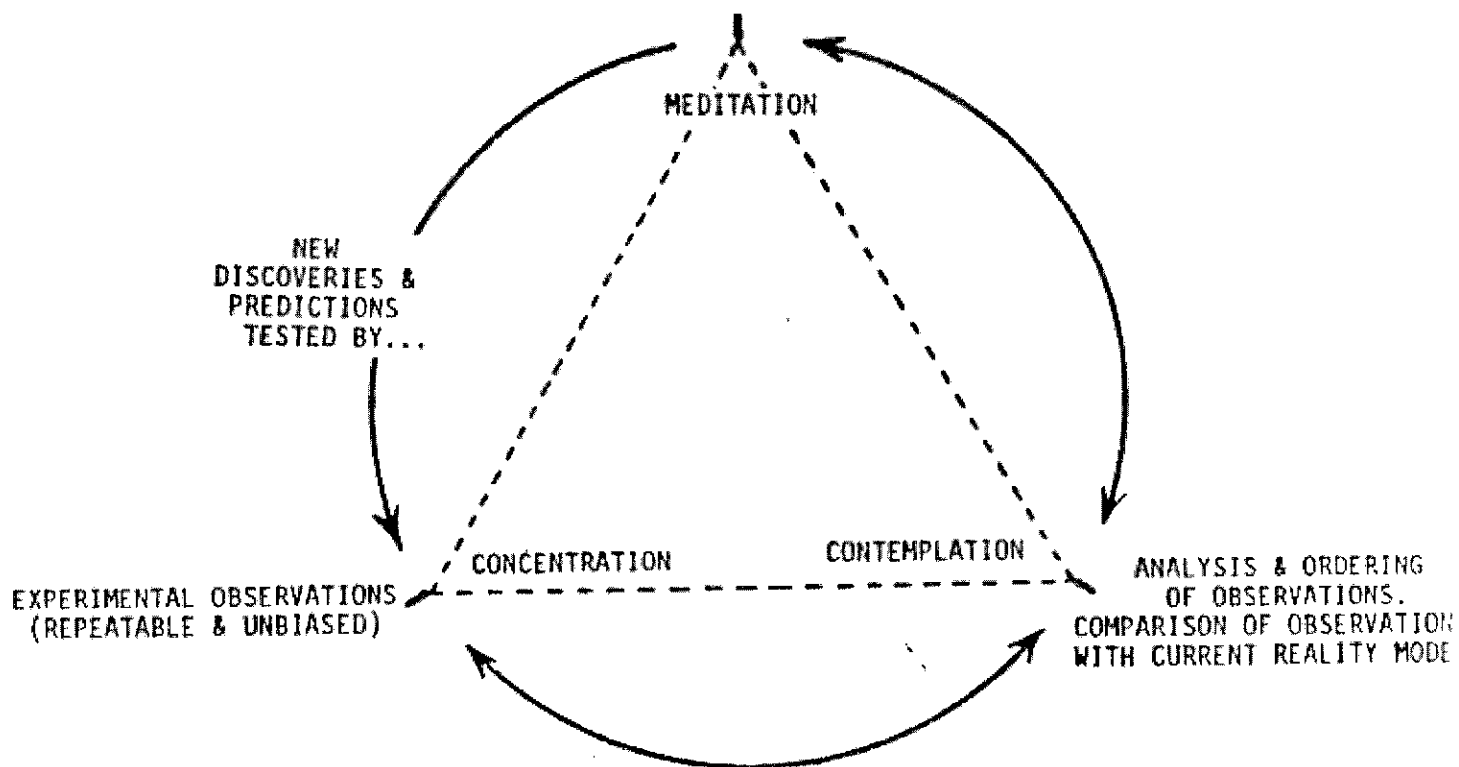 MEDITATION
NEW
DISCOVERIES &
PREDICTIONS
TESTED BY...
CONCENTRATION
CONTEMPLATION
EXPERIMENTAL OBSERVATIONS
(REPEATABLE & UNBIASED)
ANALYSIS & ORDERING
OF OBSERVATIONS.
COMPARISON OF OBSERVATION
WITH CURRENT REALITY MODE